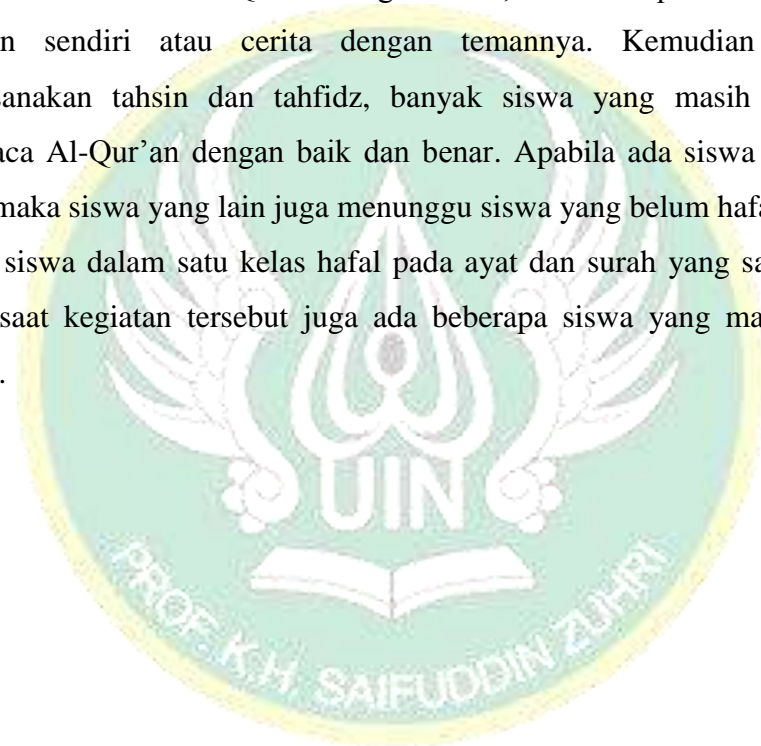 n sendiri atau cerita dengan temannya. Kemudian
sanakan tahsin dan tahfidz, banyak siswa yang masih
aca Al-Qur’an dengan baik dan benar. Apabila ada siswa
maka siswa yang lain juga menunggu siswa yang belum hafa
siswa dalam satu kelas hafal pada ayat dan surah yang sa
saat kegiatan tersebut juga ada beberapa siswa yang ma
.
UIN
PROF. K.H. SAIFUDDIN ZUHRI